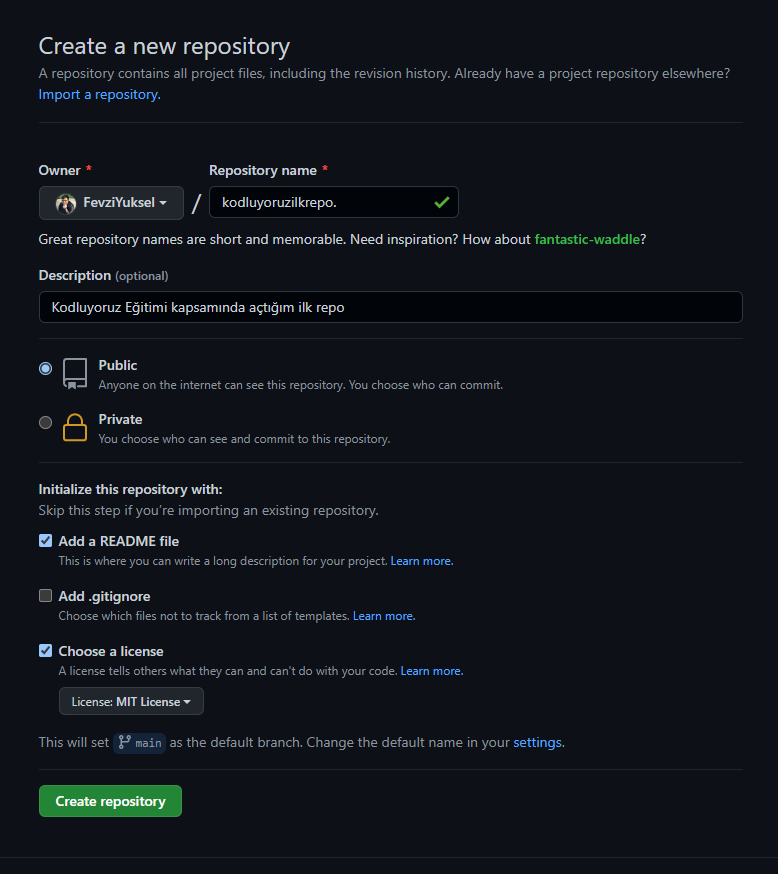 Create a new repository
A repository contains all project files, including the revision history. Already have a project repository elsewhere?
Import a repository.
Owner * Repository name *
FevziYuksel / kodluyoruzilkrepo.
Great repository names are short and memorable. Need inspiration? How about fantastic-waddle?
Description (optional)
Kodluyoruz Eğitimi kapsamında açtığım ilk repo
Public
Anyone on the internet can see this repository. You choose who can commit.
Private
You choose who can see and commit to this repository.
Initialize this repository with:
Skip this step if you're importing an existing repository.
Add a README file
This is where you can write a long description for your project. Learn more.
Add .gitignore
Choose which files not to track from a list of templates. Learn more.
Choose a license
A license tells others what they can and can't do with your code. Learn more.
License: MIT License
This will set main as the default branch. Change the default name in your settings.
Create repository